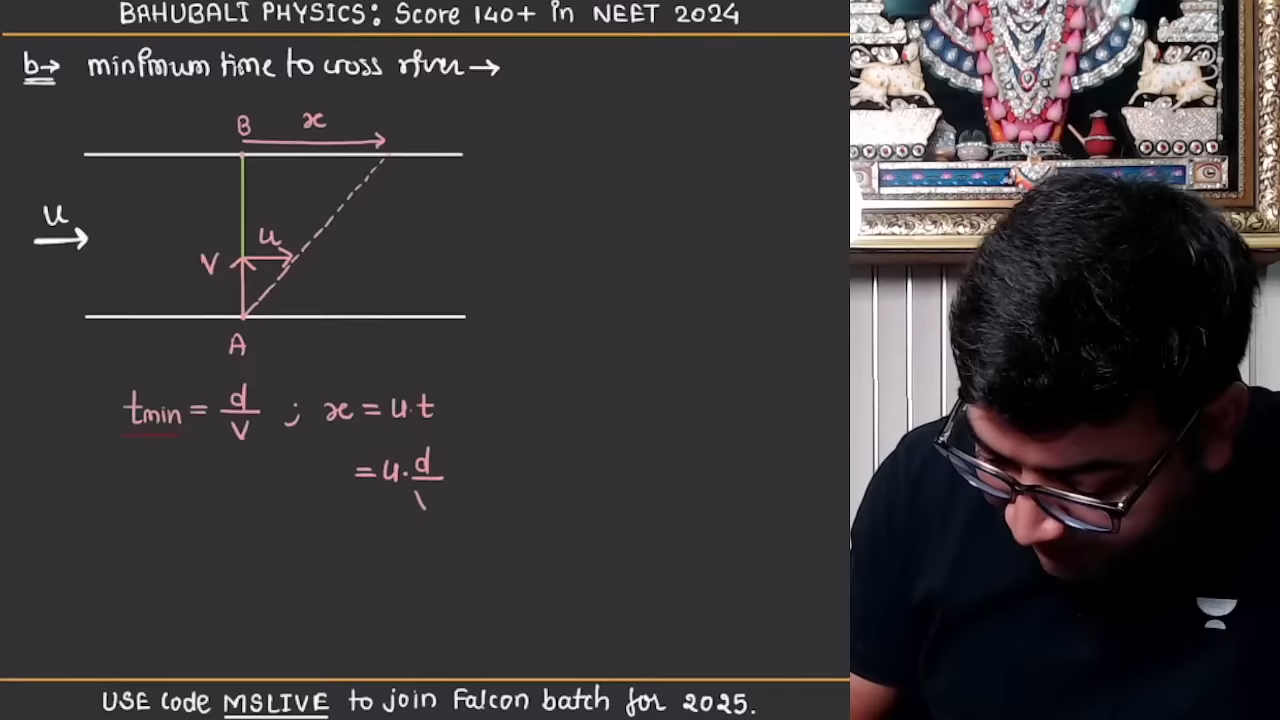 BAHUBALI PHYSICS: Score 140+ in NEET 2024
b→ minimum time to cross river →
B x
u
u
V
A
tmin = d/V ; x = u.t
= u. d/
USE Code MSLIVE to join Falcon batch for 2025.